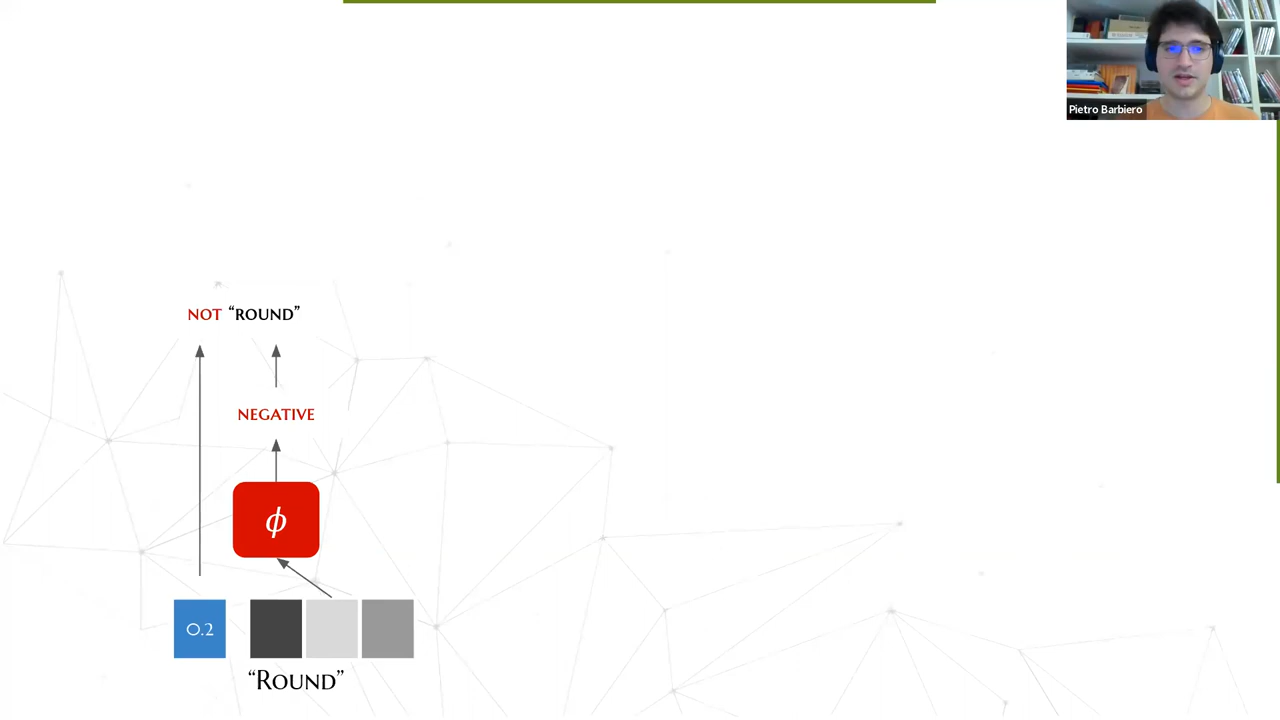 Pietro Barbiero
NOT “ROUND”
NEGATIVE
ϕ
0.2
“ROUND”